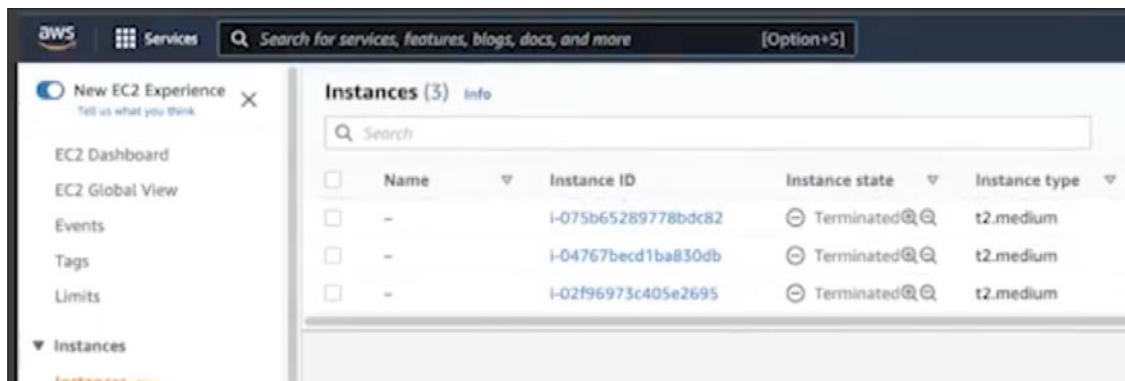 aws Services Search for services, features, blogs, docs, and more [Option+S]
New EC2 Experience
Tell us what you think
EC2 Dashboard
EC2 Global View
Events
Tags
Limits
Instances
Instances
Instances (3) Info
Search
Name Instance ID Instance state Instance type
– i-075b65289778bdc82 Terminated t2.medium
– i-04767becd1ba830db Terminated t2.medium
– i-02f96973c405e2695 Terminated t2.medium